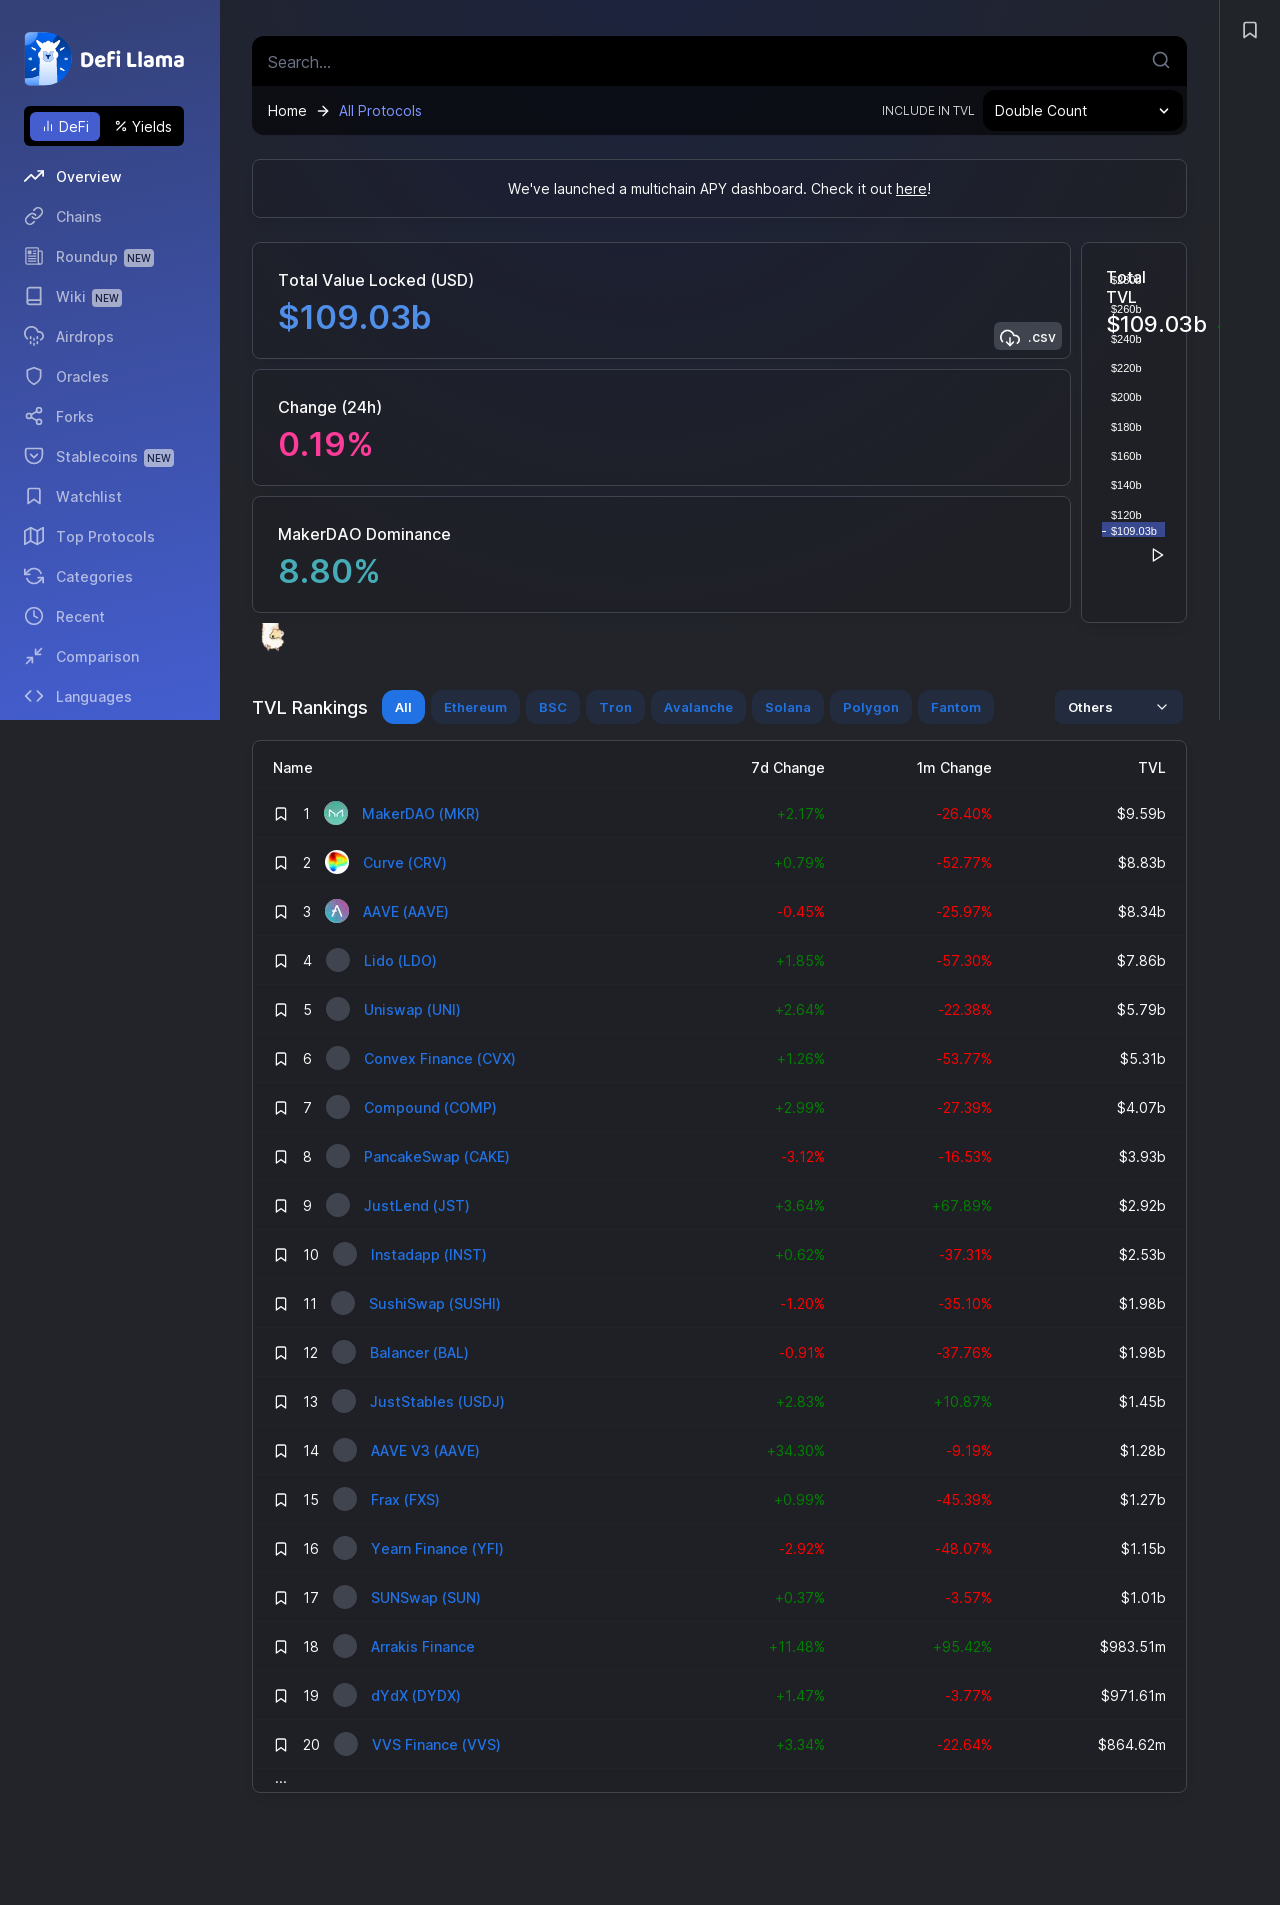 Defi Llama
DeFi Yields
Overview
Chains
Roundup NEW
Wiki NEW
Airdrops
Oracles
Forks
Stablecoins NEW
Watchlist
Top Protocols
Categories
Recent
Comparison
Languages
Search...
Home → All Protocols
INCLUDE IN TVL Double Count
We've launched a multichain APY dashboard. Check it out here!
Total Value Locked (USD)
$109.03b
.csv
Change (24h)
0.19%
MakerDAO Dominance
8.80%
Total
TVL
$109.03b
$280b
$260b
$240b
$220b
$200b
$180b
$160b
$140b
$120b
$109.03b
TVL Rankings All Ethereum BSC Tron Avalanche Solana Polygon Fantom Others
Name 7d Change 1m Change TVL
1 MakerDAO (MKR) +2.17% -26.40% $9.59b
2 Curve (CRV) +0.79% -52.77% $8.83b
3 AAVE (AAVE) -0.45% -25.97% $8.34b
4 Lido (LDO) +1.85% -57.30% $7.86b
5 Uniswap (UNI) +2.64% -22.38% $5.79b
6 Convex Finance (CVX) +1.26% -53.77% $5.31b
7 Compound (COMP) +2.99% -27.39% $4.07b
8 PancakeSwap (CAKE) -3.12% -16.53% $3.93b
9 JustLend (JST) +3.64% +67.89% $2.92b
10 Instadapp (INST) +0.62% -37.31% $2.53b
11 SushiSwap (SUSHI) -1.20% -35.10% $1.98b
12 Balancer (BAL) -0.91% -37.76% $1.98b
13 JustStables (USDJ) +2.83% +10.87% $1.45b
14 AAVE V3 (AAVE) +34.30% -9.19% $1.28b
15 Frax (FXS) +0.99% -45.39% $1.27b
16 Yearn Finance (YFI) -2.92% -48.07% $1.15b
17 SUNSwap (SUN) +0.37% -3.57% $1.01b
18 Arrakis Finance +11.48% +95.42% $983.51m
19 dYdX (DYDX) +1.47% -3.77% $971.61m
20 VVS Finance (VVS) +3.34% -22.64% $864.62m
...